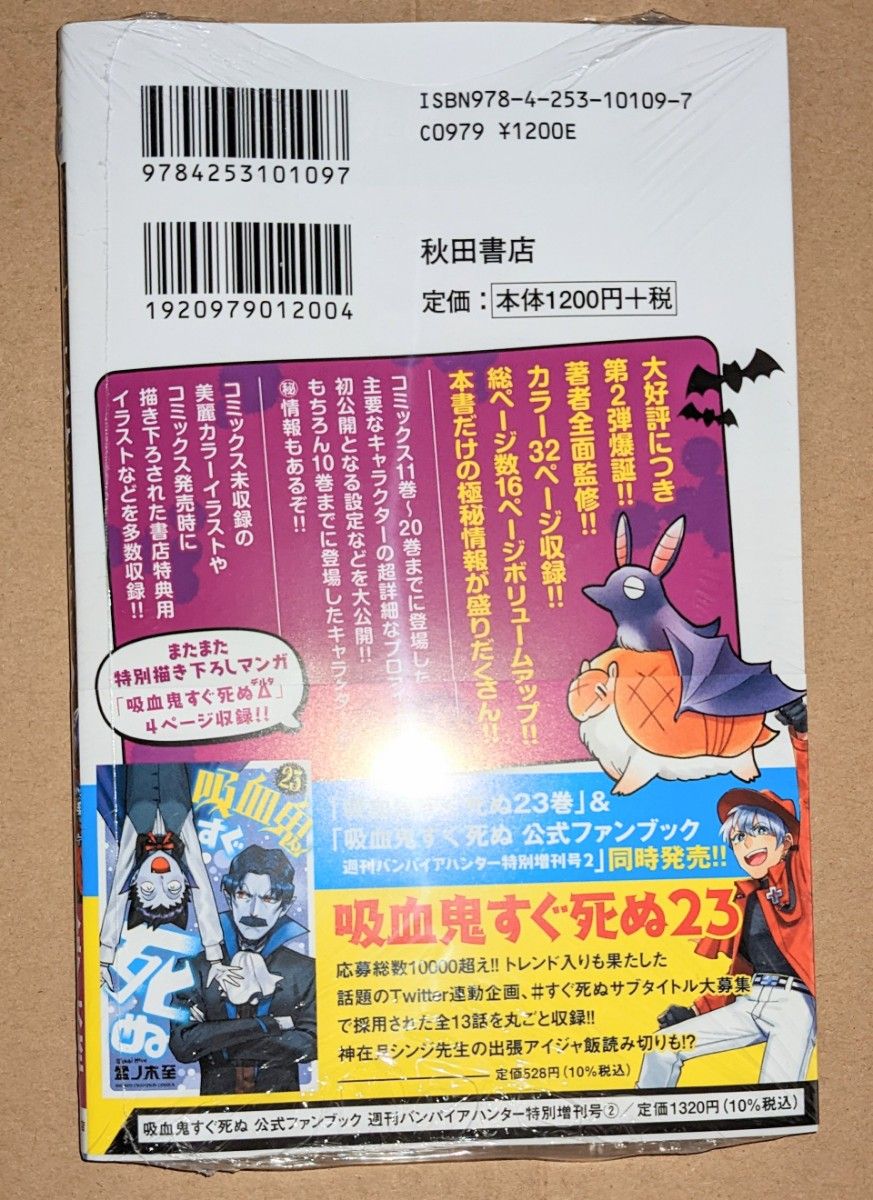 ISBN978-4-253-10109-7
C0979 ¥1200E
9784253101097
1920979012004
秋田書店
定価：本体1200円+税
大好評につき
第2弾爆誕!!
著者全面監修!!
カラー32ページ収録!!
総ページ数16ページボリュームアップ!!
本書だけの極秘情報が盛りだくさん!!
コミックス11巻〜20巻までに登場した
主要なキャラクターの超詳細なプロフィ
初公開となる設定などを大公開!!
もちろん10巻までに登場したキャラクタ
㊙情報もあるぞ!!
コミックス未収録の
美麗カラーイラストや
コミックス発売時に
描き下ろされた書店特典用
イラストなどを多数収録!!
またまた
特別描き下ろしマンガ
デルタ
「吸血鬼すぐ死ぬΔ」
4ページ収録!!
23
吸血鬼
すぐ
死ぬ
盆ノ木至
死ぬ23巻」&
「吸血鬼すぐ死ぬ 公式ファンブック
週刊バンパイアハンター特別増刊号2」同時発売!!
吸血鬼すぐ死ぬ23
応募総数10000超え!! トレンド入りも果たした
話題のTwitter連動企画、#すぐ死ぬサブタイトル大募集
で採用された全13話を丸ごと収録!!
神在月シンジ先生の出張アイジャ飯読み切りも!?
定価528円(10%税込)
吸血鬼すぐ死ぬ 公式ファンブック 週刊バンパイアハンター特別増刊号②／定価1320円(10%税込)